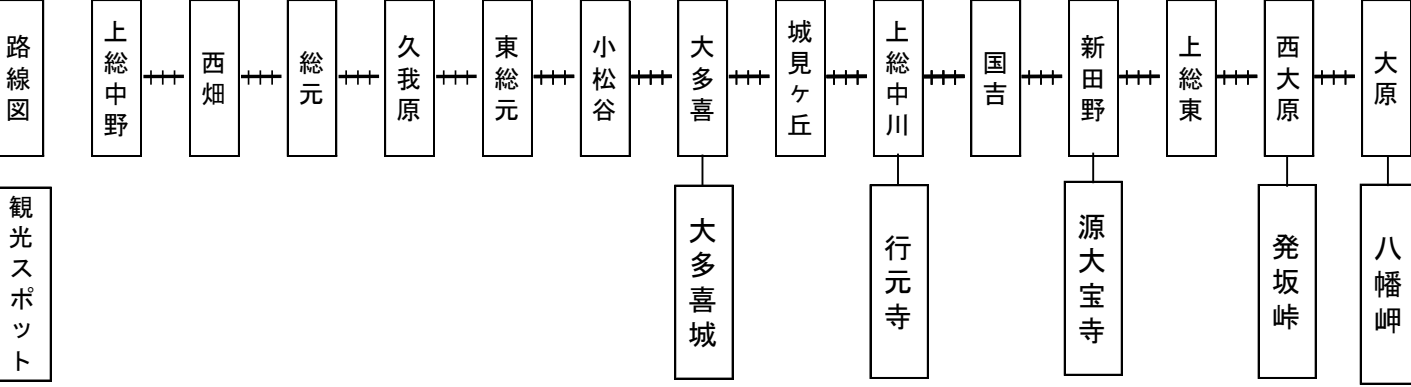 路線図
上総中野
西畑
総元
久我原
東総元
小松谷
大多喜
城見ヶ丘
上総中川
国吉
新田野
上総東
西大原
大原
観光スポット
大多喜城
行元寺
源大宝寺
発坂峠
八幡岬